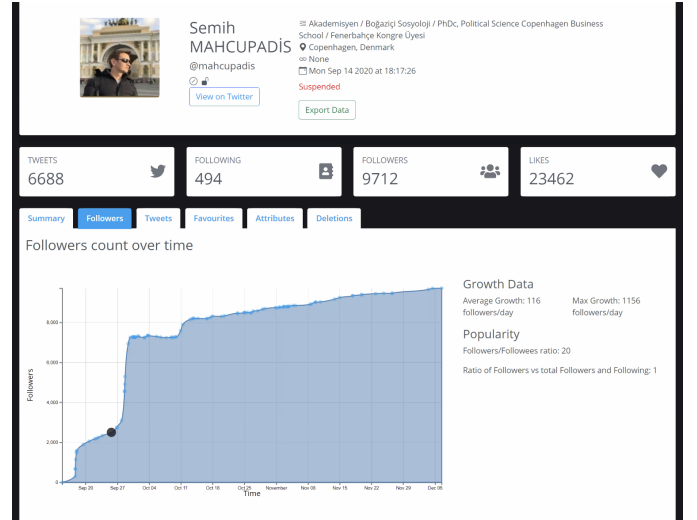 Semih
MAHCUPADİS
@mahcupadis
View on Twitter
Akademisyen / Boğaziçi Sosyoloji / PhDc, Political Science Copenhagen Business
School / Fenerbahçe Kongre Üyesi
Copenhagen, Denmark
None
Mon Sep 14 2020 at 18:17:26
Suspended
Export Data
TWEETS
6688
FOLLOWING
494
FOLLOWERS
9712
LIKES
23462
Summary
Followers
Tweets
Favourites
Attributes
Deletions
Followers count over time
Followers
8,000
6,000
4,000
2,000
0
Sep 20
Sep 27
Oct 04
Oct 11
Oct 18
Oct 25
November
Nov 08
Nov 15
Nov 22
Nov 29
Dec 06
Time
Growth Data
Average Growth: 116
followers/day
Max Growth: 1156
followers/day
Popularity
Followers/Followees ratio: 20
Ratio of Followers vs total Followers and Following: 1